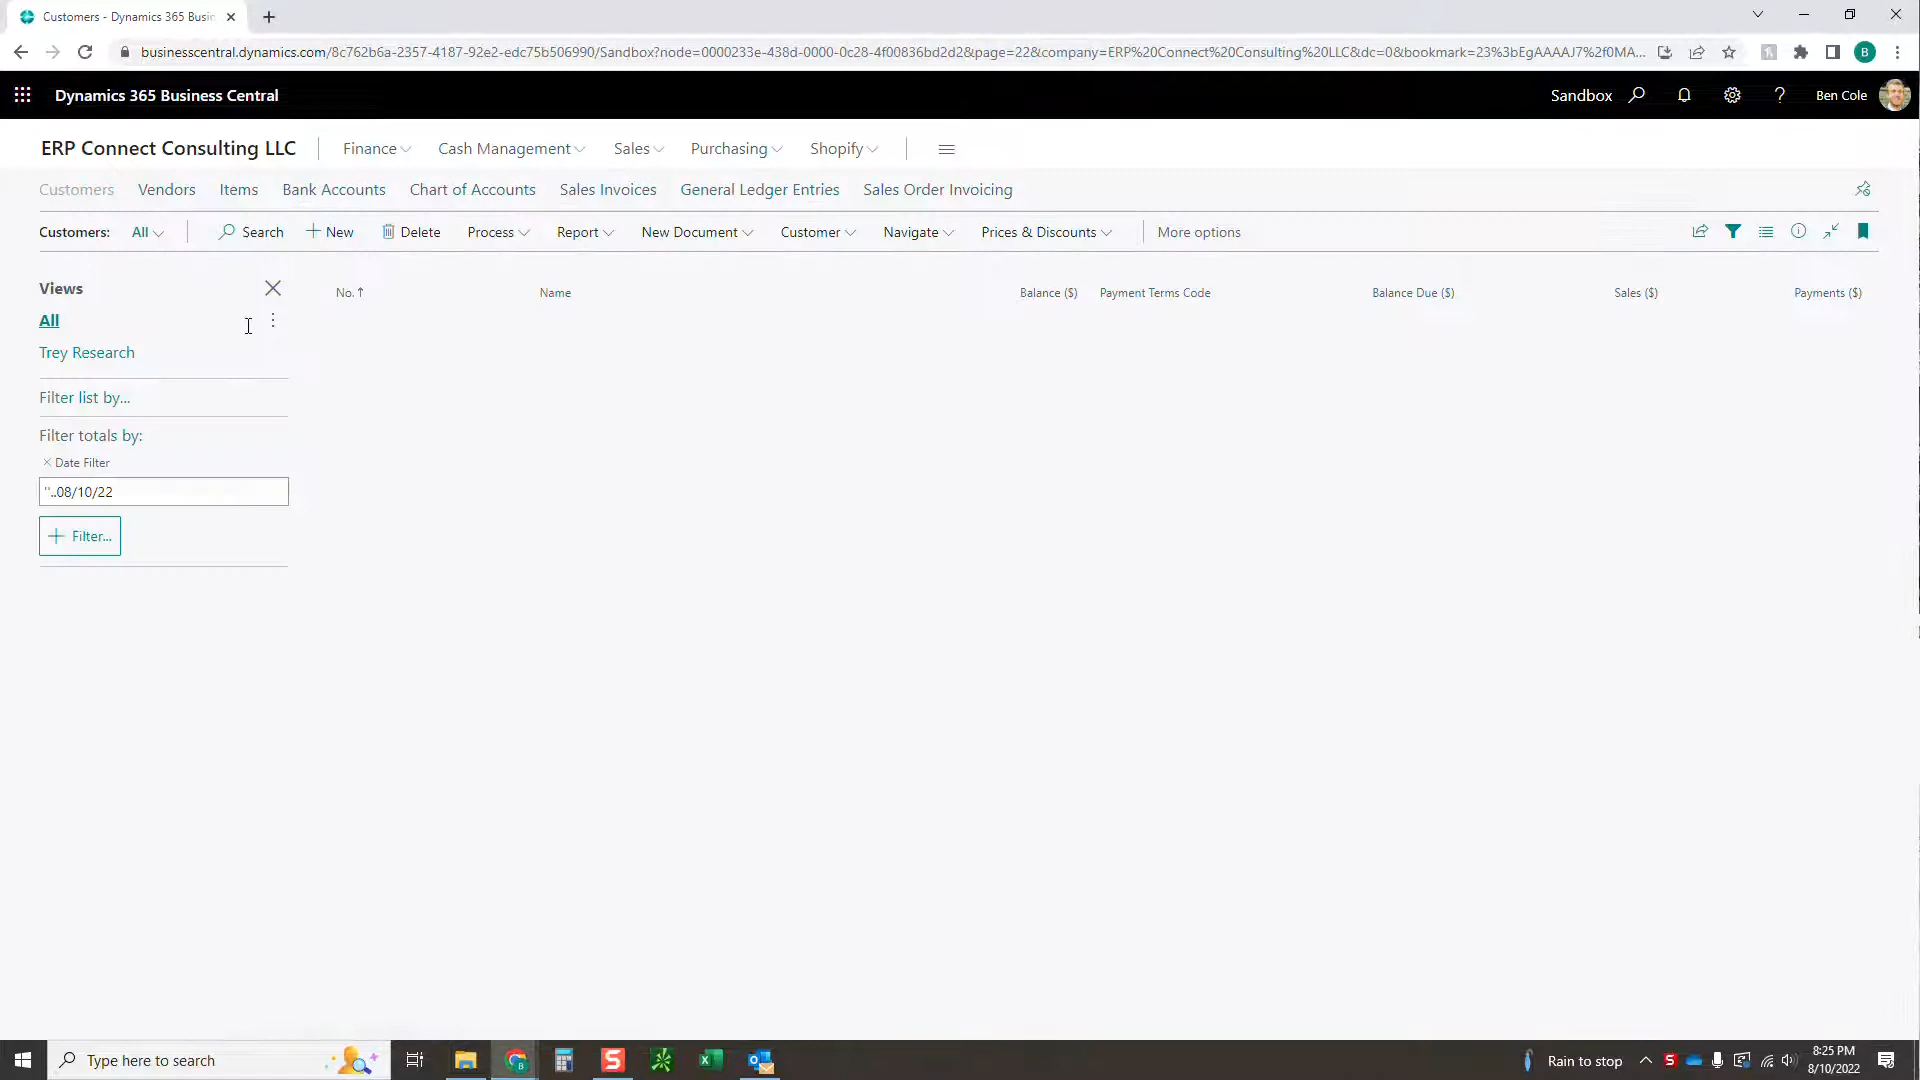 Customers - Dynamics 365 Busin
businesscentral.dynamics.com/8c762b6a-2357-4187-92e2-edc75b506990/Sandbox?node=0000233e-438d-0000-0c28-4f00836bd2d2&page=22&company=ERP%20Connect%20Consulting%20LLC&dc=0&bookmark=23%3bEgAAAAJ7%2f0MA... B
Dynamics 365 Business Central Sandbox ? Ben Cole
ERP Connect Consulting LLC Finance Cash Management Sales Purchasing Shopify
Customers Vendors Items Bank Accounts Chart of Accounts Sales Invoices General Ledger Entries Sales Order Invoicing
Customers: All Search New Delete Process Report New Document Customer Navigate Prices & Discounts More options
Views
No. ↑ Name Balance ($) Payment Terms Code Balance Due ($) Sales ($) Payments ($)
All
Trey Research
Filter list by...
Filter totals by:
× Date Filter
''..08/10/22
+ Filter...
Type here to search Rain to stop 8:25 PM
8/10/2022